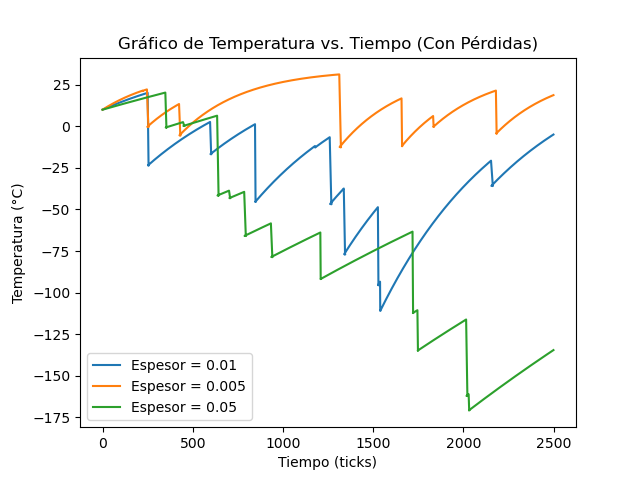 Gráfico de Temperatura vs. Tiempo (Con Pérdidas)
Temperatura (°C)
25
0
−25
−50
−75
−100
−125
−150
−175
Espesor = 0.01
Espesor = 0.005
Espesor = 0.05
0
500
1000
1500
2000
2500
Tiempo (ticks)